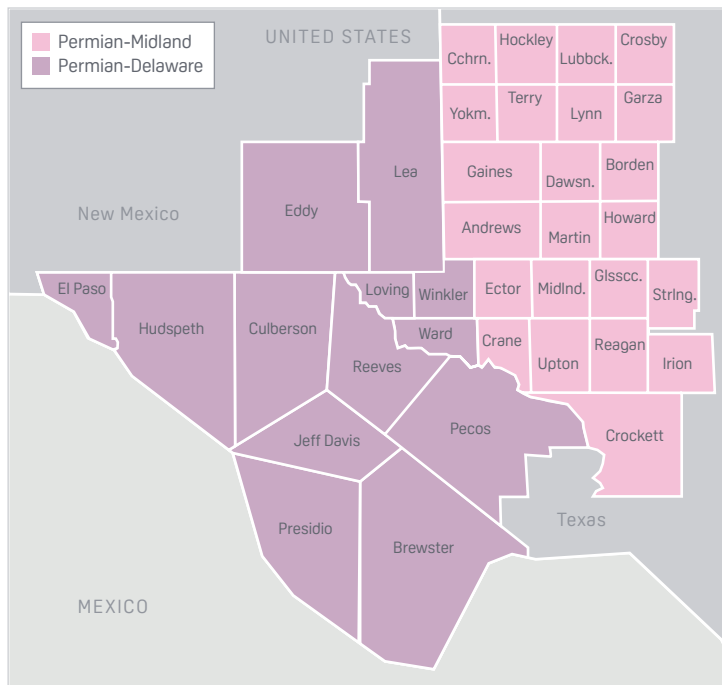 Permian-Midland
Permian-Delaware
UNITED STATES
Cchrn.
Hockley
Lubbck.
Crosby
Yokm.
Terry
Lynn
Garza
Lea
Gaines
Dawsn.
Borden
New Mexico
Eddy
Andrews
Martin
Howard
El Paso
Hudspeth
Culberson
Loving
Winkler
Ector
Midlnd.
Glsscc.
Strlng.
Ward
Reeves
Crane
Upton
Reagan
Irion
Jeff Davis
Pecos
Crockett
Presidio
Brewster
Texas
MEXICO